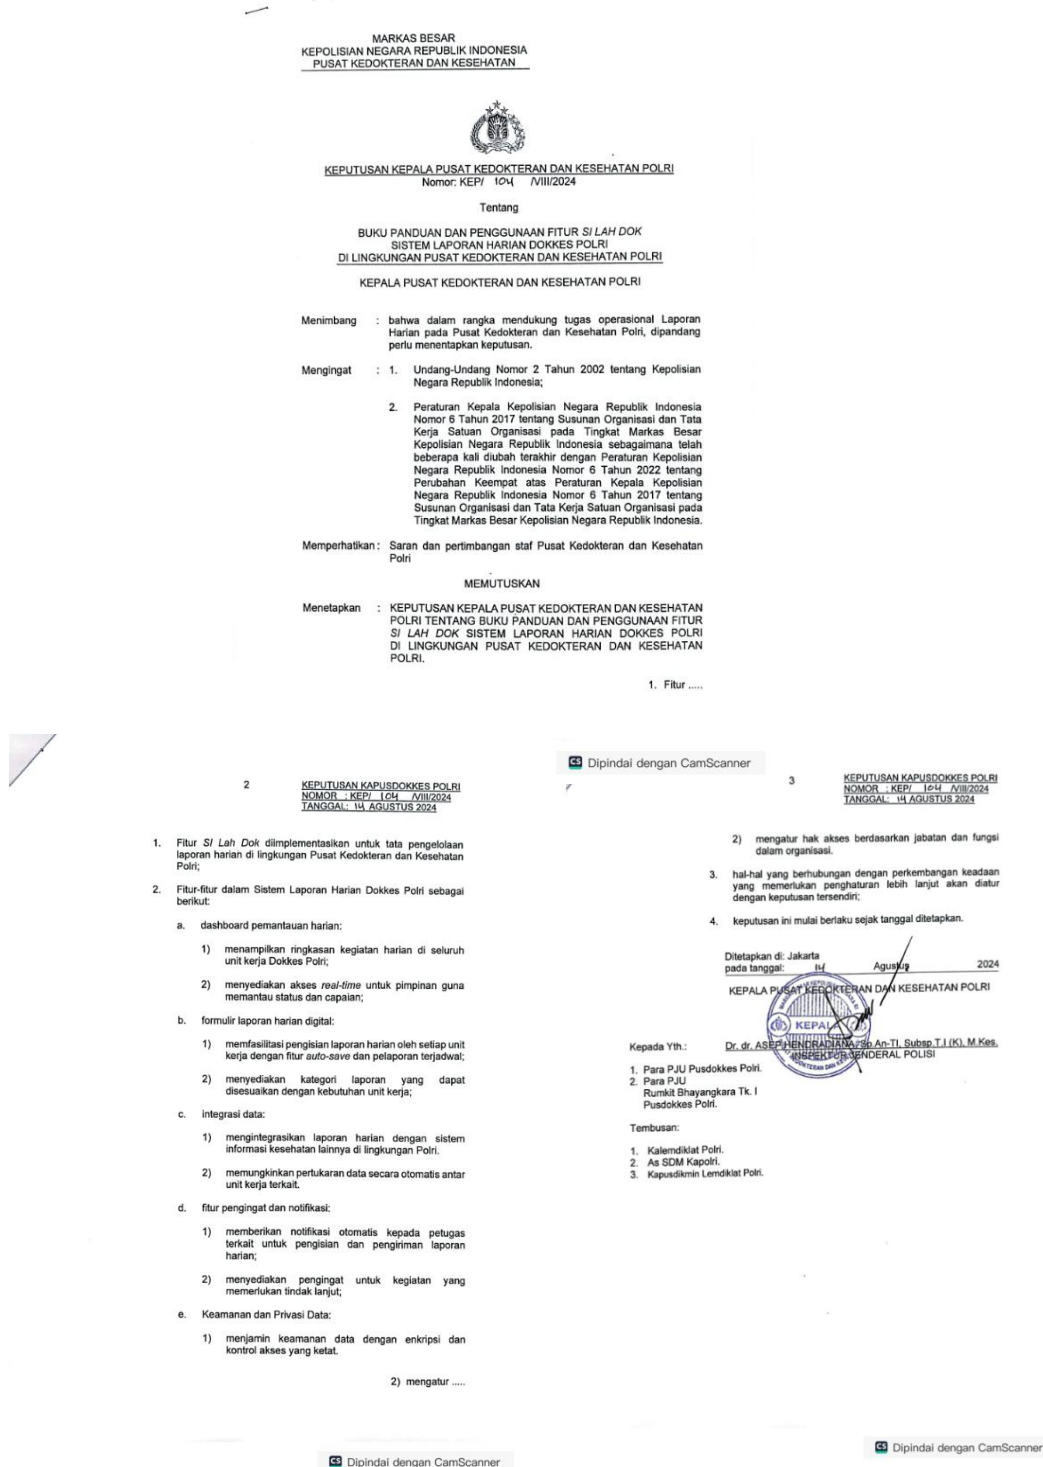 MARKAS BESAR
KEPOLISIAN NEGARA REPUBLIK INDONESIA
PUSAT KEDOKTERAN DAN KESEHATAN
KEPUTUSAN KEPALA PUSAT KEDOKTERAN DAN KESEHATAN POLRI
Nomor: KEP/ 104 /VIII/2024
Tentang
BUKU PANDUAN DAN PENGGUNAAN FITUR SI LAH DOK
SISTEM LAPORAN HARIAN DOKKES POLRI
DI LINGKUNGAN PUSAT KEDOKTERAN DAN KESEHATAN POLRI
KEPALA PUSAT KEDOKTERAN DAN KESEHATAN POLRI
Menimbang : bahwa dalam rangka mendukung tugas operasional Laporan
Harian pada Pusat Kedokteran dan Kesehatan Polri, dipandang
perlu menentapkan keputusan.
Mengingat : 1. Undang-Undang Nomor 2 Tahun 2002 tentang Kepolisian
Negara Republik Indonesia;
2. Peraturan Kepala Kepolisian Negara Republik Indonesia
Nomor 6 Tahun 2017 tentang Susunan Organisasi dan Tata
Kerja Satuan Organisasi pada Tingkat Markas Besar
Kepolisian Negara Republik Indonesia sebagaimana telah
beberapa kali diubah terakhir dengan Peraturan Kepolisian
Negara Republik Indonesia Nomor 6 Tahun 2022 tentang
Perubahan Keempat atas Peraturan Kepala Kepolisian
Negara Republik Indonesia Nomor 6 Tahun 2017 tentang
Susunan Organisasi dan Tata Kerja Satuan Organisasi pada
Tingkat Markas Besar Kepolisian Negara Republik Indonesia.
Memperhatikan : Saran dan pertimbangan staf Pusat Kedokteran dan Kesehatan
Polri
MEMUTUSKAN
Menetapkan : KEPUTUSAN KEPALA PUSAT KEDOKTERAN DAN KESEHATAN
POLRI TENTANG BUKU PANDUAN DAN PENGGUNAAN FITUR
SI LAH DOK SISTEM LAPORAN HARIAN DOKKES POLRI
DI LINGKUNGAN PUSAT KEDOKTERAN DAN KESEHATAN
POLRI.
1. Fitur .....
2
KEPUTUSAN KAPUSDOKKES POLRI
NOMOR : KEP/ 104 /VIII/2024
TANGGAL: 14 AGUSTUS 2024
1. Fitur SI Lah Dok diimplementasikan untuk tata pengelolaan
laporan harian di lingkungan Pusat Kedokteran dan Kesehatan
Polri;
2. Fitur-fitur dalam Sistem Laporan Harian Dokkes Polri sebagai
berikut:
a. dashboard pemantauan harian:
1) menampilkan ringkasan kegiatan harian di seluruh
unit kerja Dokkes Polri;
2) menyediakan akses real-time untuk pimpinan guna
memantau status dan capaian;
b. formulir laporan harian digital:
1) memfasilitasi pengisian laporan harian oleh setiap unit
kerja dengan fitur auto-save dan pelaporan terjadwal;
2) menyediakan kategori laporan yang dapat
disesuaikan dengan kebutuhan unit kerja;
c. integrasi data:
1) mengintegrasikan laporan harian dengan sistem
informasi kesehatan lainnya di lingkungan Polri.
2) memungkinkan pertukaran data secara otomatis antar
unit kerja terkait.
d. fitur pengingat dan notifikasi:
1) memberikan notifikasi otomatis kepada petugas
terkait untuk pengisian dan pengiriman laporan
harian;
2) menyediakan pengingat untuk kegiatan yang
memerlukan tindak lanjut;
e. Keamanan dan Privasi Data:
1) menjamin keamanan data dengan enkripsi dan
kontrol akses yang ketat.
2) mengatur .....
CS Dipindai dengan CamScanner
CS Dipindai dengan CamScanner
3
KEPUTUSAN KAPUSDOKKES POLRI
NOMOR : KEP/ 104 /VIII/2024
TANGGAL: 14 AGUSTUS 2024
2) mengatur hak akses berdasarkan jabatan dan fungsi
dalam organisasi.
3. hal-hal yang berhubungan dengan perkembangan keadaan
yang memerlukan penghaturan lebih lanjut akan diatur
dengan keputusan tersendiri;
4. keputusan ini mulai berlaku sejak tanggal ditetapkan.
Ditetapkan di: Jakarta
pada tanggal: 14 Agustus 2024
KEPALA PUSAT KEDOKTERAN DAN KESEHATAN POLRI
KEPALA
Dr. dr. ASEP HENDRADIANA, Sp.An-TI. Subsp.T.I (K), M.Kes.
INSPEKTUR JENDERAL POLISI
Kepada Yth.:
1. Para PJU Pusdokkes Polri.
2. Para PJU
Rumkit Bhayangkara Tk. I
Pusdokkes Polri.
Tembusan:
1. Kalemdiklat Polri.
2. As SDM Kapolri.
3. Kapusdikmin Lemdiklat Polri.
CS Dipindai dengan CamScanner